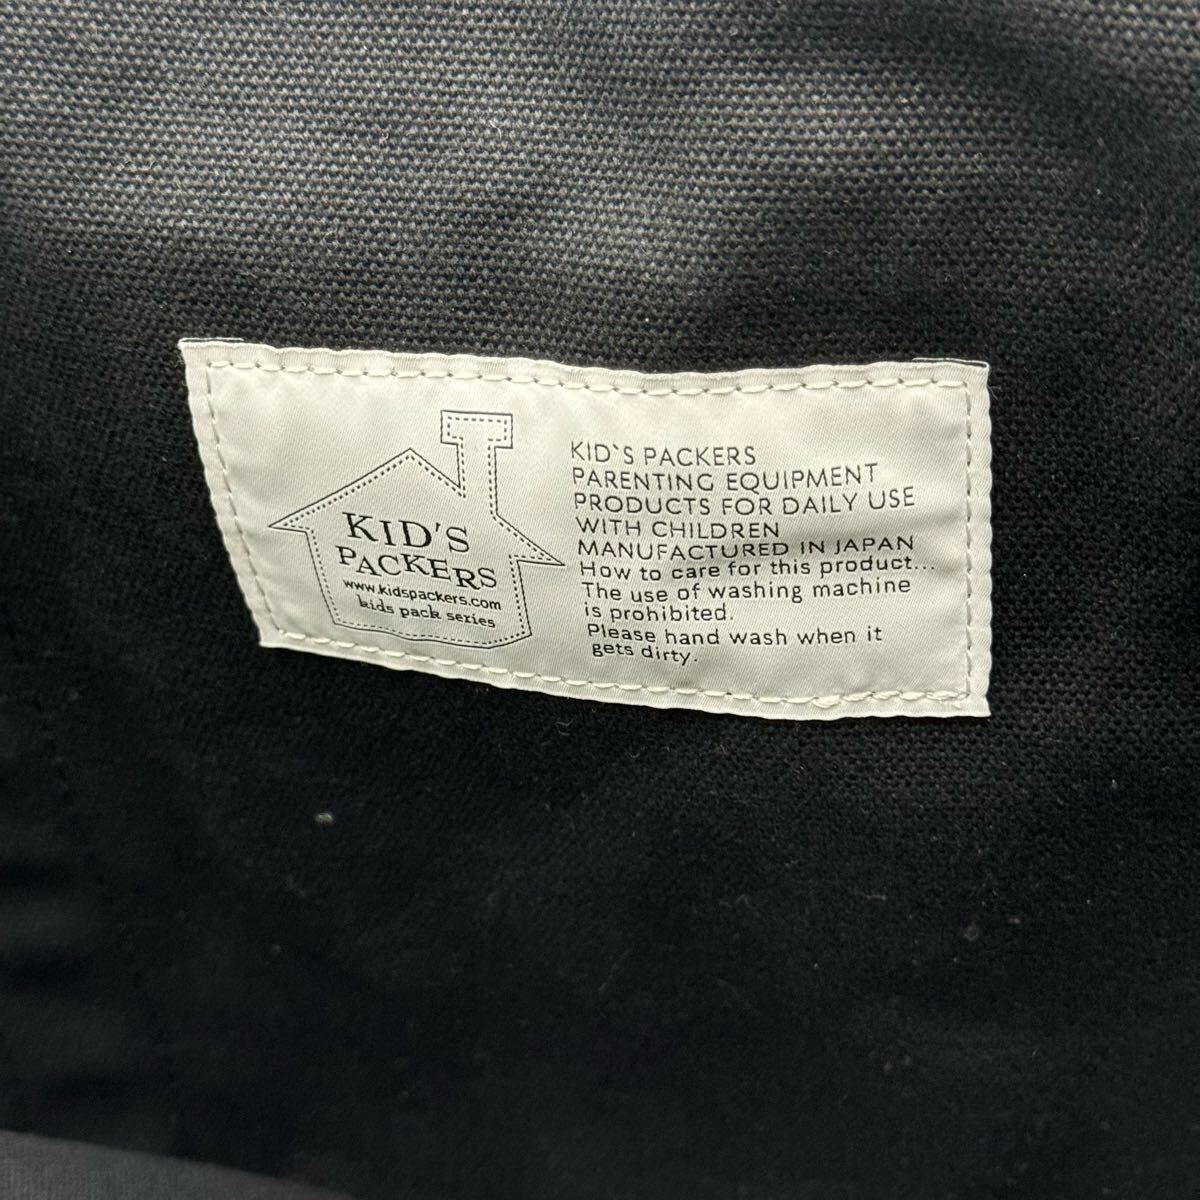 KID'S
PACKERS
www.kidspackers.com
kids pack series
KID`S PACKERS
PARENTING EQUIPMENT
PRODUCTS FOR DAILY USE
WITH CHILDREN
MANUFACTURED IN JAPAN
How to care for this product...
The use of washing machine
is prohibited.
Please hand wash when it
gets dirty.